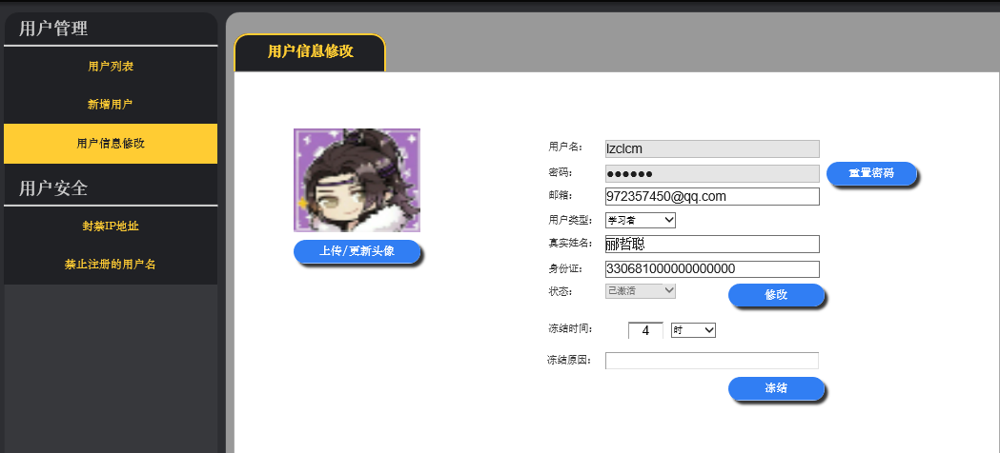 用户管理
用户列表
新增用户
用户信息修改
用户安全
封禁IP地址
禁止注册的用户名
用户信息修改
上传/更新头像
用户名: lzclcm
密码: ●●●●●● 重置密码
邮箱: 972357450@qq.com
用户类型: 学习者
真实姓名: 郦哲聪
身份证: 330681000000000000
状态: 已激活 修改
冻结时间: 4 时
冻结原因:
冻结